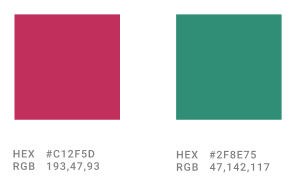 HEX #C12F5D
RGB 193,47,93
HEX #2F8E75
RGB 47,142,117